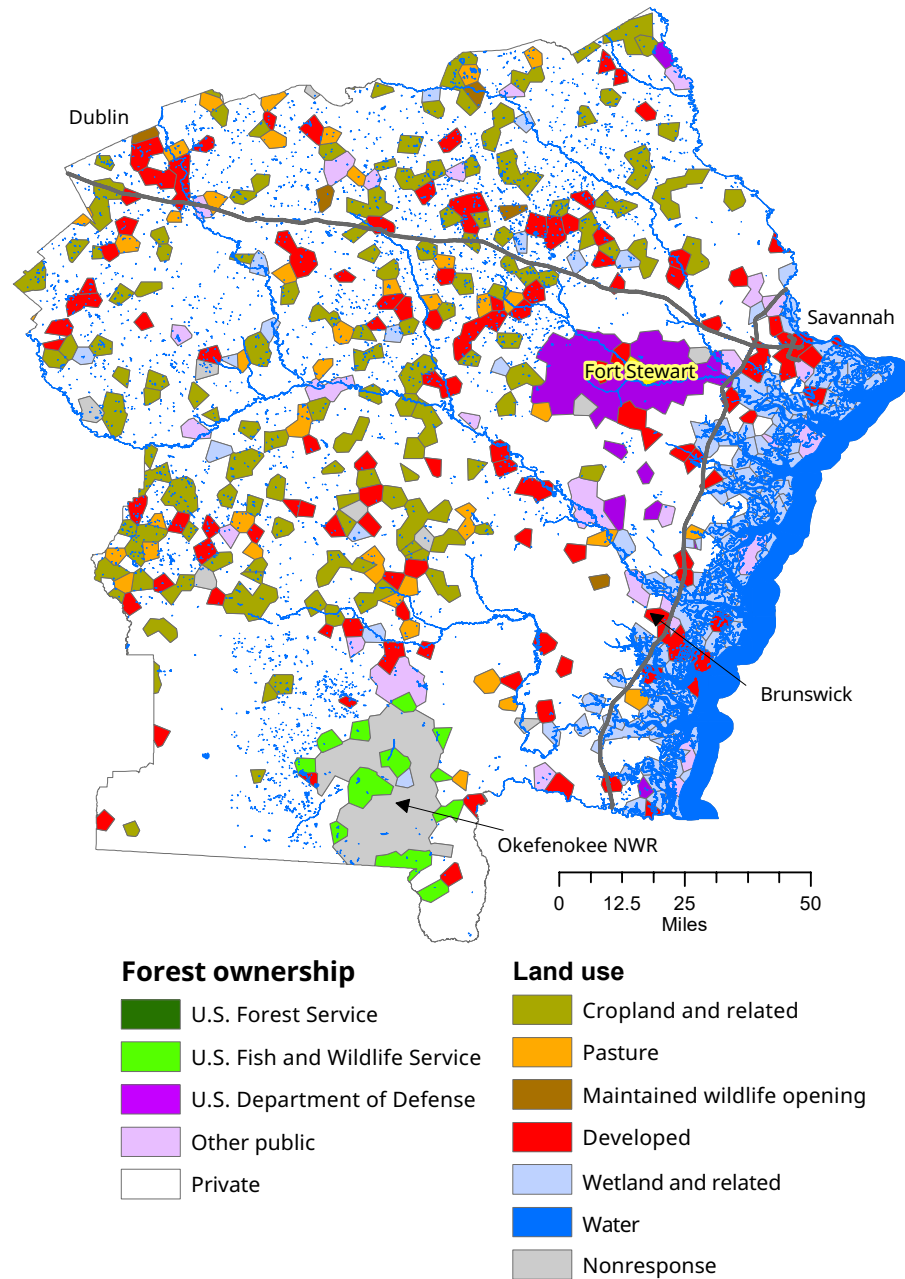 Dublin
Savannah
Fort Stewart
Brunswick
Okefenokee NWR
0 12.5 25 50
Miles
Forest ownership
U.S. Forest Service
U.S. Fish and Wildlife Service
U.S. Department of Defense
Other public
Private
Land use
Cropland and related
Pasture
Maintained wildlife opening
Developed
Wetland and related
Water
Nonresponse